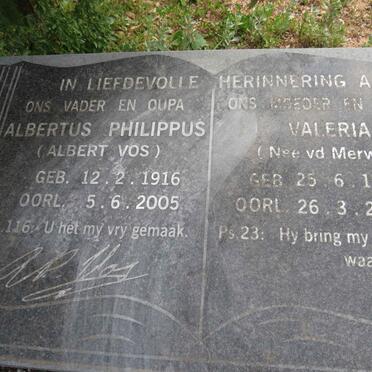 IN LIEFDEVOLLE HERINNERING A
ONS VADER EN OUPA
ALBERTUS PHILIPPUS
( ALBERT VOS )
GEB. 12.2.1916
OORL. 5.6.2005
116: U het my vry gemaak.
ONS MOEDER EN
VALERIA
( Nee vd Merw
GEB 25.6.1
OORL. 26.3.2
Ps.23: Hy bring my
waa